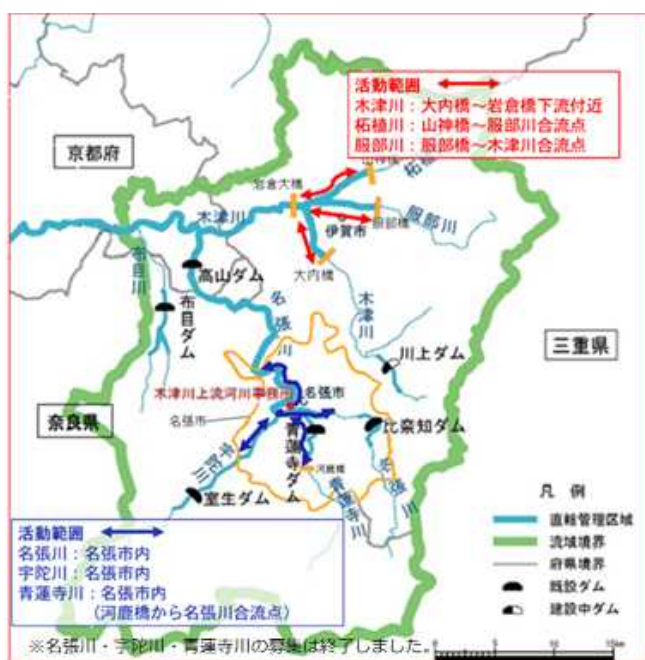 活動範囲
木津川：大内橋～岩倉橋下流付近
柘植川：山神橋～服部川合流点
服部川：服部橋～木津川合流点
京都府
山神橋
柘植
岩倉大橋
木津川
服部川
服部橋
伊賀市
大内橋
布目川
高山ダム
名張川
木津川
布目ダム
川上ダム
三重県
木津川上流河川事務所
名張市
名張市
奈良県
比奈知ダム
青蓮寺ダム
宇陀川
河鹿橋
青蓮寺川
名張川
室生ダム
活動範囲
名張川：名張市内
宇陀川：名張市内
青蓮寺川：名張市内
（河鹿橋から名張川合流点）
凡 例
直轄管理区域
流域境界
府県境界
既設ダム
建設中ダム
※名張川・宇陀川・青蓮寺川の募集は終了しました。
0 5 10 15km